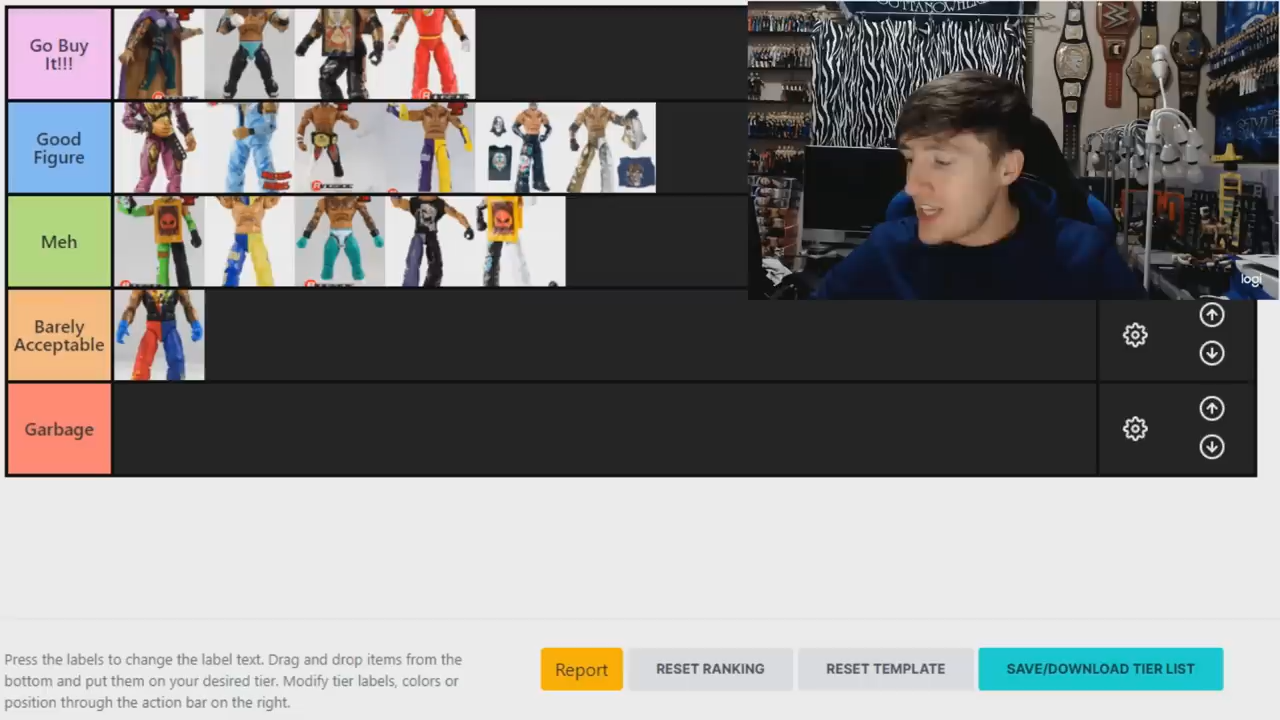 Go Buy
It!!!
Good
Figure
Meh
Barely
Acceptable
Garbage
logi
Press the labels to change the label text. Drag and drop items from the
bottom and put them on your desired tier. Modify tier labels, colors or
position through the action bar on the right.
Report
RESET RANKING
RESET TEMPLATE
SAVE/DOWNLOAD TIER LIST